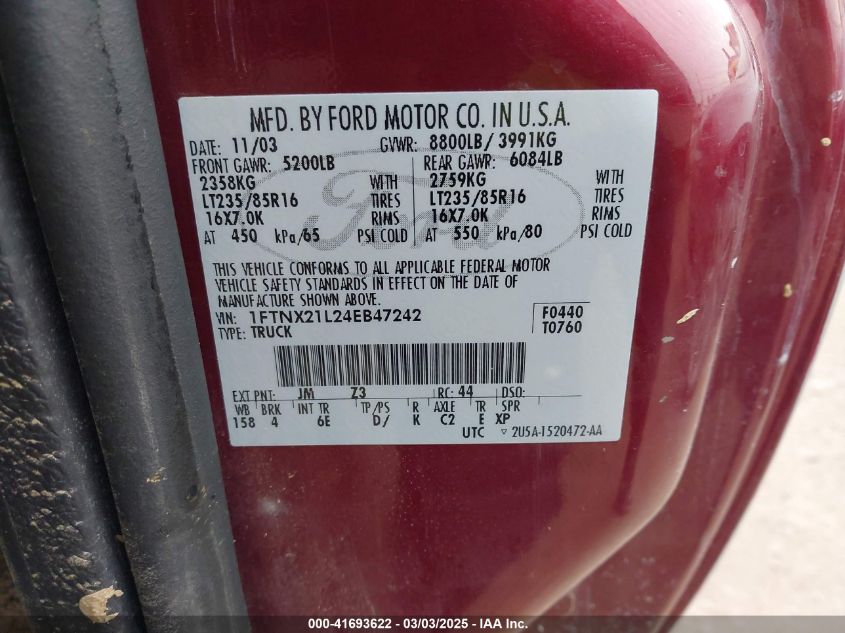 MFD. BY FORD MOTOR CO. IN U.S.A.
DATE: 11/03 GVWR: 8800LB/ 3991KG
FRONT GAWR: 5200LB REAR GAWR: 6084LB
2358KG WITH 2759KG WITH
LT235/85R16 TIRES LT235/85R16 TIRES
16X7.0K RIMS 16X7.0K RIMS
AT 450 kPa/65 PSI COLD AT 550 kPa/80 PSI COLD
Ford
THIS VEHICLE CONFORMS TO ALL APPLICABLE FEDERAL MOTOR
VEHICLE SAFETY STANDARDS IN EFFECT ON THE DATE OF
MANUFACTURE SHOWN ABOVE.
VIN: 1FTNX21L24EB47242 F0440
TYPE: TRUCK T0760
EXT PNT: JM Z3 RC: 44 DSO:
WB BRK INT TR TP/PS R AXLE TR SPR
158 4 6E D/ K C2 E XP
UTC ▽ 2U5A-1520472-AA
000-41693622 - 03/03/2025 - IAA Inc.